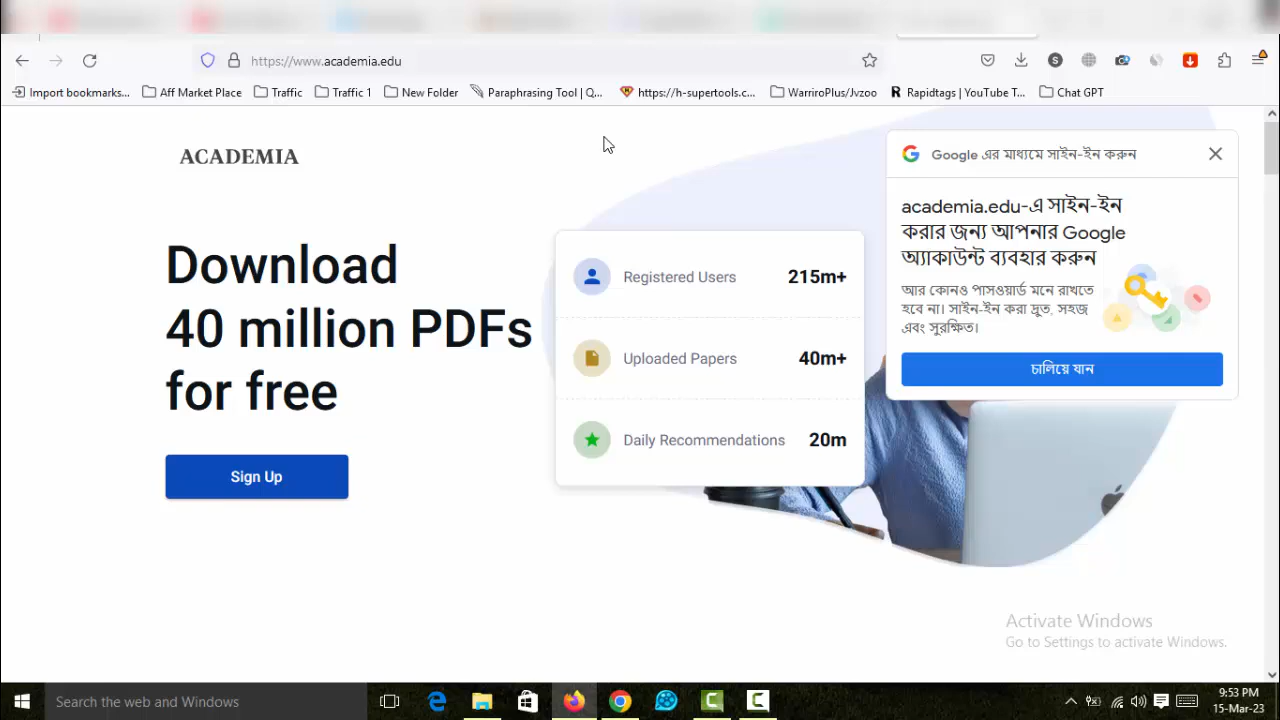 https://www.academia.edu
Import bookmarks... Aff Market Place Traffic Traffic 1 New Folder Paraphrasing Tool | Q... https://h-supertools.c... WarriroPlus/Jvzoo Rapidtags | YouTube T... Chat GPT
ACADEMIA
Download
40 million PDFs
for free
Sign Up
Registered Users 215m+
Uploaded Papers 40m+
Daily Recommendations 20m
Google এর মাধ্যমে সাইন-ইন করুন
academia.edu-এ সাইন-ইন
করার জন্য আপনার Google
অ্যাকাউন্ট ব্যবহার করুন
আর কোনও পাসওয়ার্ড মনে রাখতে
হবে না। সাইন-ইন করা দ্রুত, সহজ
এবং সুরক্ষিত।
চালিয়ে যান
Activate Windows
Go to Settings to activate Windows.
Search the web and Windows
9:53 PM
15-Mar-23